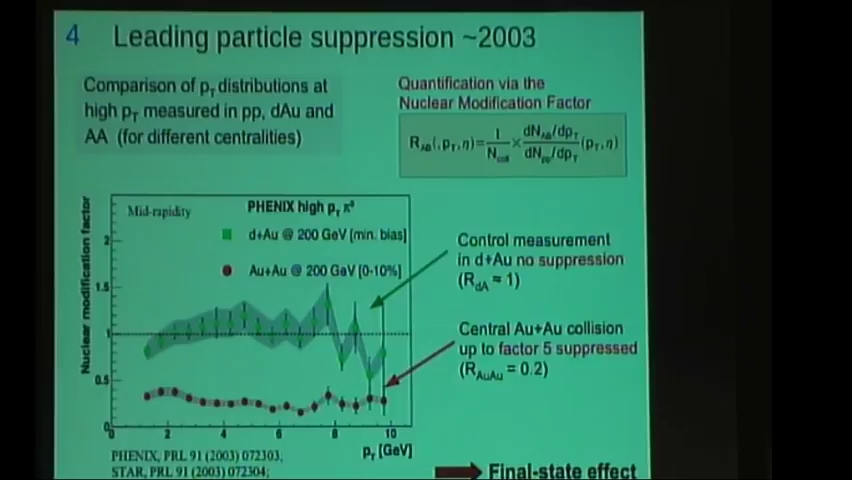 4 Leading particle suppression ~2003
Comparison of pT distributions at
high pT measured in pp, dAu and
AA (for different centralities)
Quantification via the
Nuclear Modification Factor
RAB(,pT,η)=1/Ncoll × dNAB/dpT / dNpp/dpT (pT,η)
Nuclear modification factor
Mid-rapidity
PHENIX high pT π0
d+Au @ 200 GeV [min. bias]
Au+Au @ 200 GeV [0-10%]
2
1.5
1
0.5
0
0 2 4 6 8 10
pT [GeV]
Control measurement
in d+Au no suppression
(RdA ≈ 1)
Central Au+Au collision
up to factor 5 suppressed
(RAuAu = 0.2)
PHENIX, PRL 91 (2003) 072303,
STAR, PRL 91 (2003) 072304;
Final-state effect